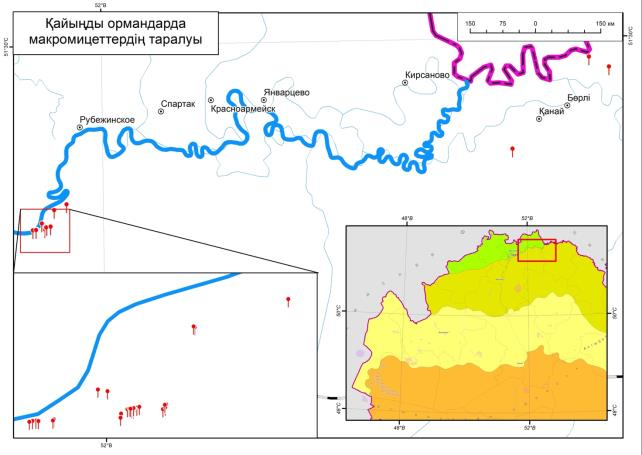 52°В
Қайыңды ормандарда
макромицеттердің таралуы
150 75 0 150 км
51°30'С
51°30'С
Кирсаново
Январцево
Спартак
Красноармейск
Бөрлі
Рубежинское
Қанай
48°В 52°В
50°С
50°С
48°С
48°С
48°В 52°В
52°В